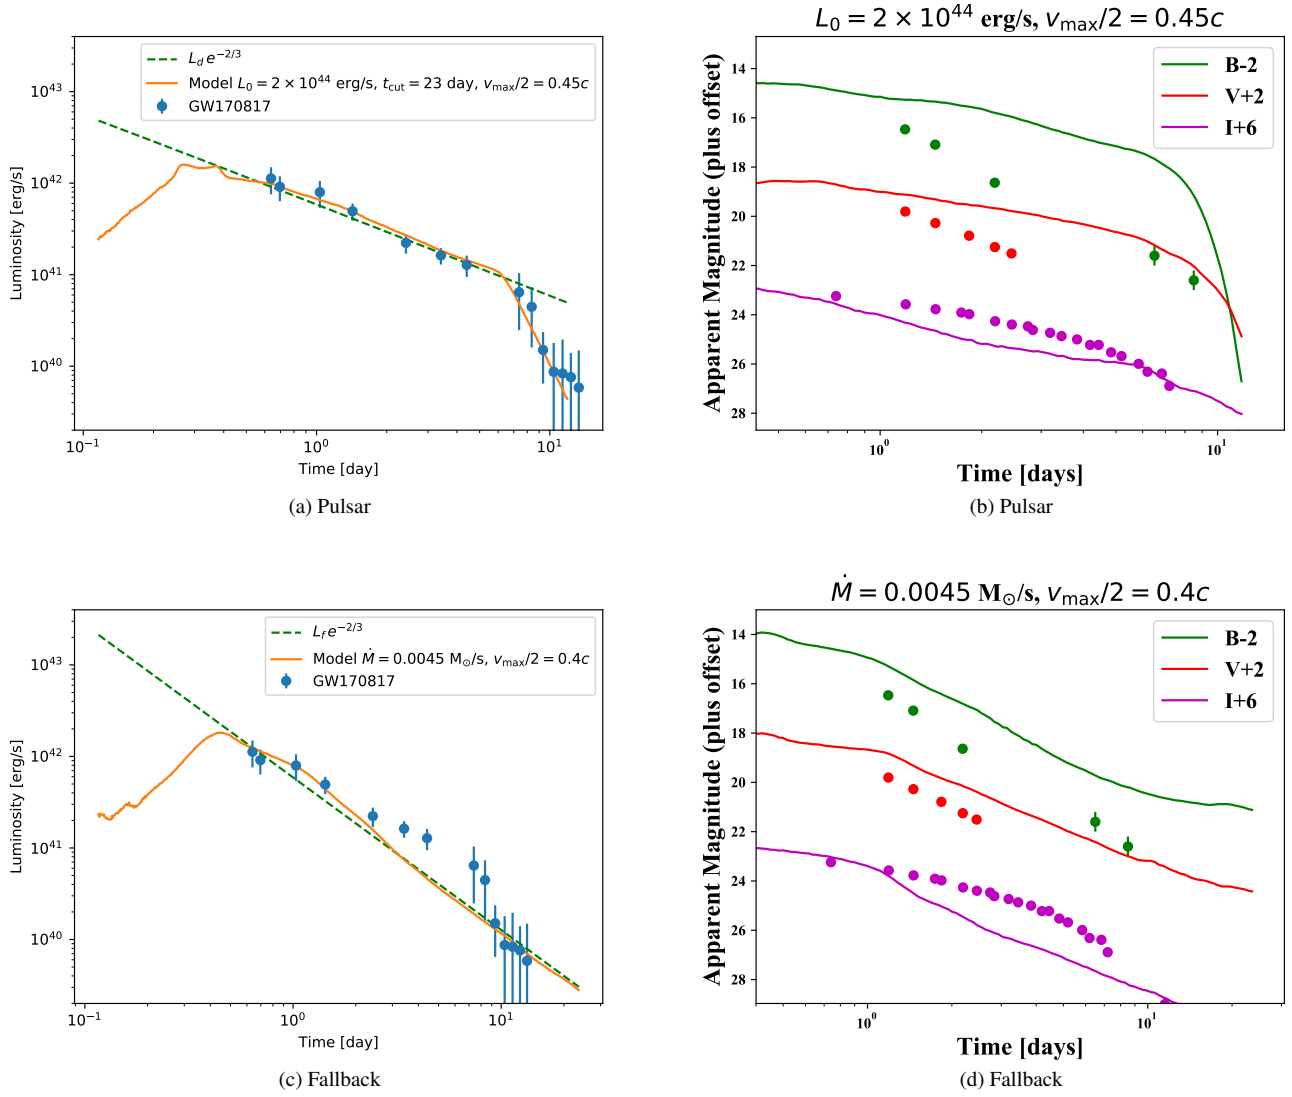 L_d e^{-2/3}
Model L_0 = 2 × 10^{44} erg/s, t_cut = 23 day, v_max/2 = 0.45c
GW170817
Luminosity [erg/s]
10^{43}
10^{42}
10^{41}
10^{40}
10^{-1}
10^0
10^1
Time [day]
(a) Pulsar
L_0 = 2 × 10^{44} erg/s, v_max/2 = 0.45c
B-2
V+2
I+6
Apparent Magnitude (plus offset)
14
16
18
20
22
24
26
28
10^0
10^1
Time [days]
(b) Pulsar
L_f e^{-2/3}
Model Ṁ = 0.0045 M_⊙/s, v_max/2 = 0.4c
GW170817
Luminosity [erg/s]
10^{43}
10^{42}
10^{41}
10^{40}
10^{-1}
10^0
10^1
Time [day]
(c) Fallback
Ṁ = 0.0045 M_⊙/s, v_max/2 = 0.4c
B-2
V+2
I+6
Apparent Magnitude (plus offset)
14
16
18
20
22
24
26
28
10^0
10^1
Time [days]
(d) Fallback